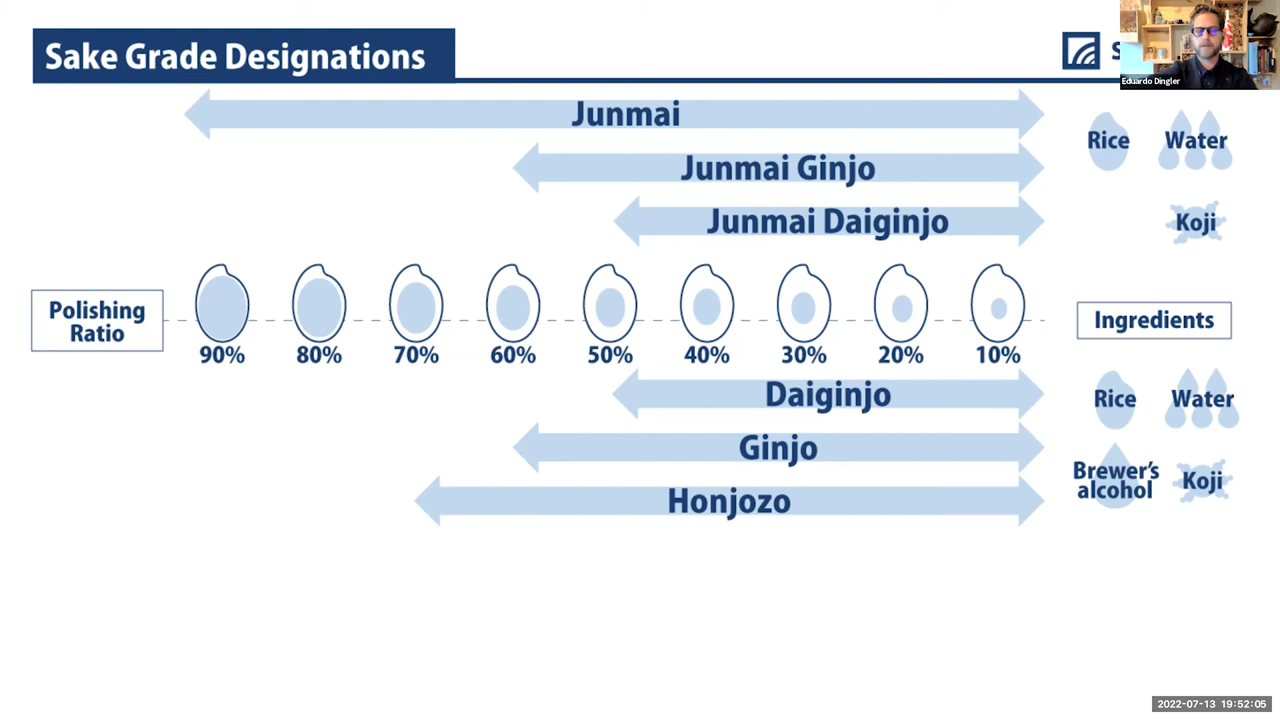 Sake Grade Designations
S
Eduardo Dingler
Junmai
Rice Water
Junmai Ginjo
Junmai Daiginjo
Koji
Polishing
Ratio
90% 80% 70% 60% 50% 40% 30% 20% 10%
Ingredients
Daiginjo
Rice Water
Ginjo
Brewer's
alcohol
Koji
Honjozo
2022-07-13 19:52:05